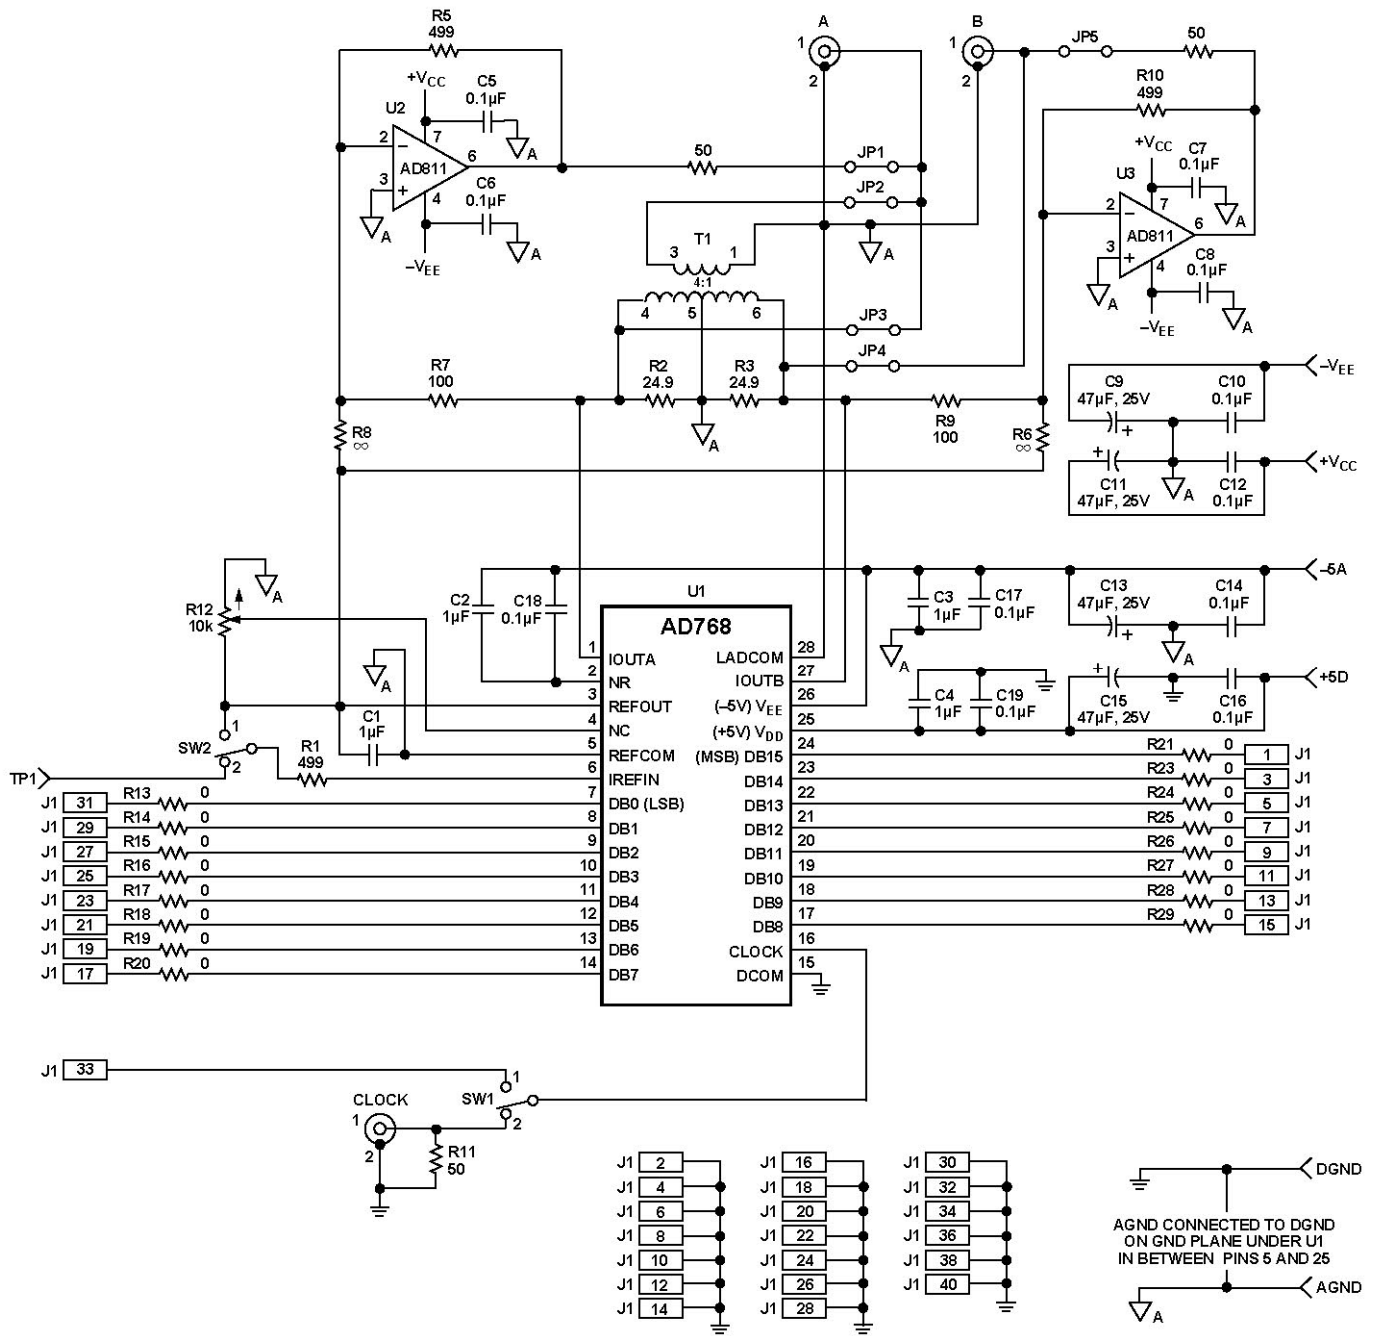 R5
499
A
B
1
2
1
2
JP5
50
+VCC
C5
0.1µF
A
U2
2
−
7
AD811
6
3
+
4
A
C6
0.1µF
A
−VEE
50
JP1
JP2
R10
499
+VCC
C7
0.1µF
A
U3
2
−
7
AD811
6
3
+
4
A
C8
0.1µF
A
−VEE
T1
3
1
4:1
4
5
6
A
JP3
JP4
R7
100
R2
24.9
R3
24.9
A
R9
100
R8
∞
R6
∞
−VEE
C9
47µF, 25V
+
C10
0.1µF
+VCC
+
C11
47µF, 25V
A
C12
0.1µF
−5A
C13
47µF, 25V
+
C14
0.1µF
A
+5D
+
C15
47µF, 25V
C16
0.1µF
A
R12
10k
C2
1µF
C18
0.1µF
C3
1µF
C17
0.1µF
A
C4
1µF
C19
0.1µF
A
C1
1µF
SW2
1
2
R1
499
TP1
U1
AD768
1 IOUTA
2 NR
3 REFOUT
4 NC
5 REFCOM
6 IREFIN
7 DB0 (LSB)
8 DB1
9 DB2
10 DB3
11 DB4
12 DB5
13 DB6
14 DB7
LADCOM 28
IOUTB 27
(–5V) VEE 26
(+5V) VDD 25
(MSB) DB15 24
DB14 23
DB13 22
DB12 21
DB11 20
DB10 19
DB9 18
DB8 17
CLOCK 16
DCOM 15
J1 31 R13 0
J1 29 R14 0
J1 27 R15 0
J1 25 R16 0
J1 23 R17 0
J1 21 R18 0
J1 19 R19 0
J1 17 R20 0
R21 0 1 J1
R23 0 3 J1
R24 0 5 J1
R25 0 7 J1
R26 0 9 J1
R27 0 11 J1
R28 0 13 J1
R29 0 15 J1
J1 33
CLOCK
1
2
SW1
1
2
R11
50
J1 2
J1 4
J1 6
J1 8
J1 10
J1 12
J1 14
J1 16
J1 18
J1 20
J1 22
J1 24
J1 26
J1 28
J1 30
J1 32
J1 34
J1 36
J1 38
J1 40
DGND
AGND CONNECTED TO DGND
ON GND PLANE UNDER U1
IN BETWEEN PINS 5 AND 25
AGND
A